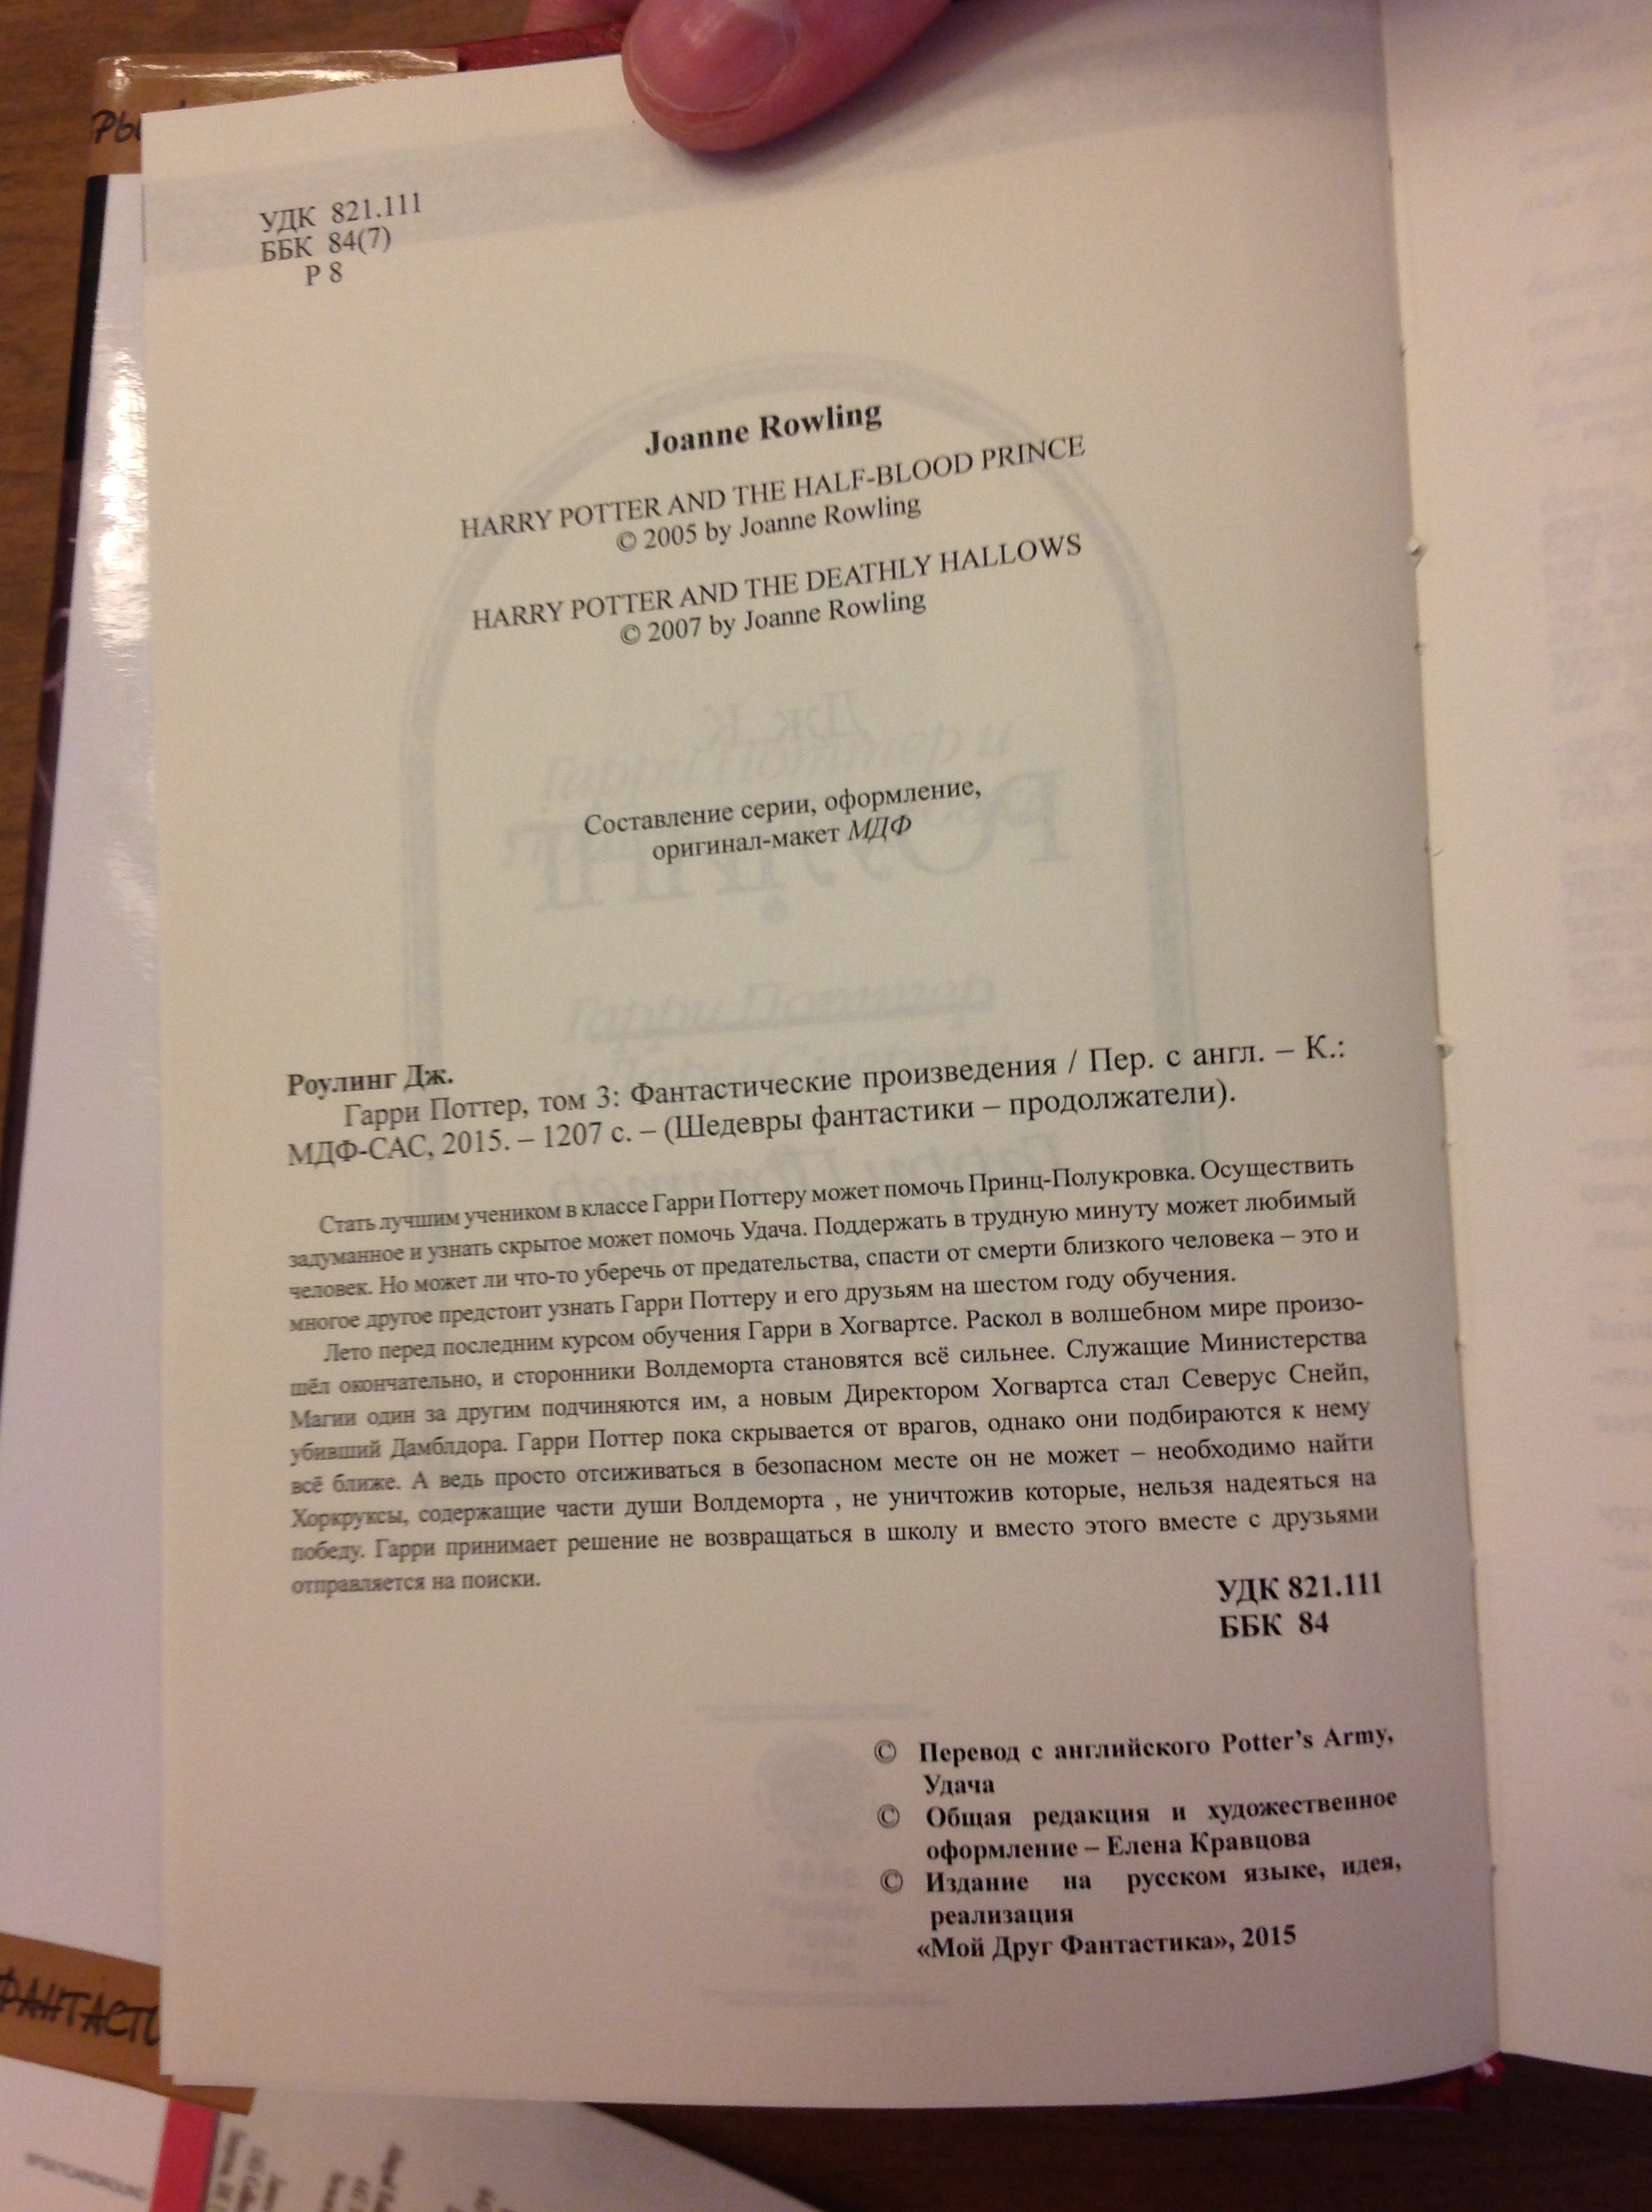 УДК 821.111
ББК 84(7)
Р 8
Joanne Rowling
HARRY POTTER AND THE HALF-BLOOD PRINCE
© 2005 by Joanne Rowling
HARRY POTTER AND THE DEATHLY HALLOWS
© 2007 by Joanne Rowling
Составление серии, оформление,
оригинал-макет МДФ
Роулинг Дж.
Гарри Поттер, том 3: Фантастические произведения / Пер. с англ. – К.:
МДФ-САС, 2015. – 1207 с. – (Шедевры фантастики – продолжатели).
Стать лучшим учеником в классе Гарри Поттеру может помочь Принц-Полукровка. Осуществить
задуманное и узнать скрытое может помочь Удача. Поддержать в трудную минуту может любимый
человек. Но может ли что-то уберечь от предательства, спасти от смерти близкого человека – это и
многое другое предстоит узнать Гарри Поттеру и его друзьям на шестом году обучения.
Лето перед последним курсом обучения Гарри в Хогвартсе. Раскол в волшебном мире произо-
шёл окончательно, и сторонники Волдеморта становятся всё сильнее. Служащие Министерства
Магии один за другим подчиняются им, а новым Директором Хогвартса стал Северус Снейп,
убивший Дамблдора. Гарри Поттер пока скрывается от врагов, однако они подбираются к нему
всё ближе. А ведь просто отсиживаться в безопасном месте он не может – необходимо найти
Хоркруксы, содержащие части души Волдеморта , не уничтожив которые, нельзя надеяться на
победу. Гарри принимает решение не возвращаться в школу и вместо этого вместе с друзьями
отправляется на поиски.
УДК 821.111
ББК 84
© Перевод с английского Potter’s Army,
Удача
© Общая редакция и художественное
оформление – Елена Кравцова
© Издание на русском языке, идея,
реализация
«Мой Друг Фантастика», 2015